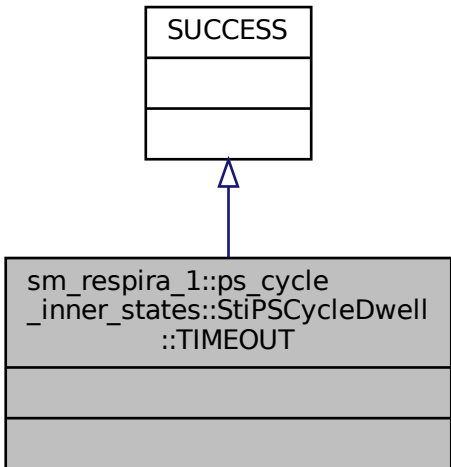 SUCCESS
sm_respira_1::ps_cycle
_inner_states::StiPSCycleDwell
::TIMEOUT